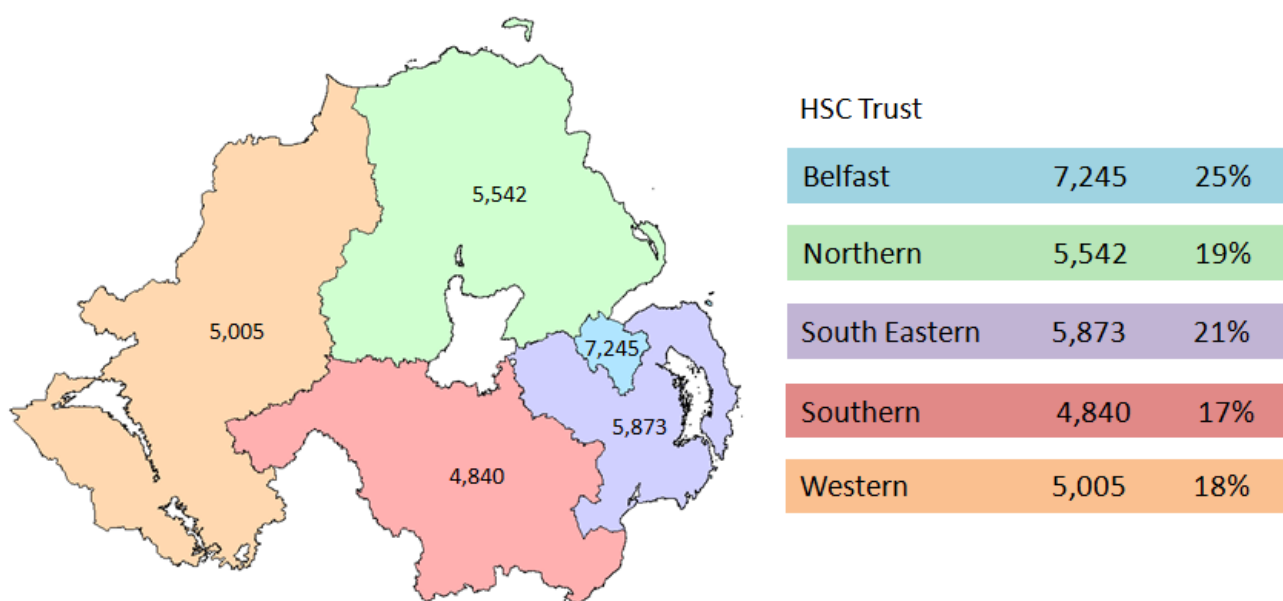 HSC Trust
Belfast 7,245 25%
Northern 5,542 19%
South Eastern 5,873 21%
Southern 4,840 17%
Western 5,005 18%
5,542
5,005
7,245
5,873
4,840